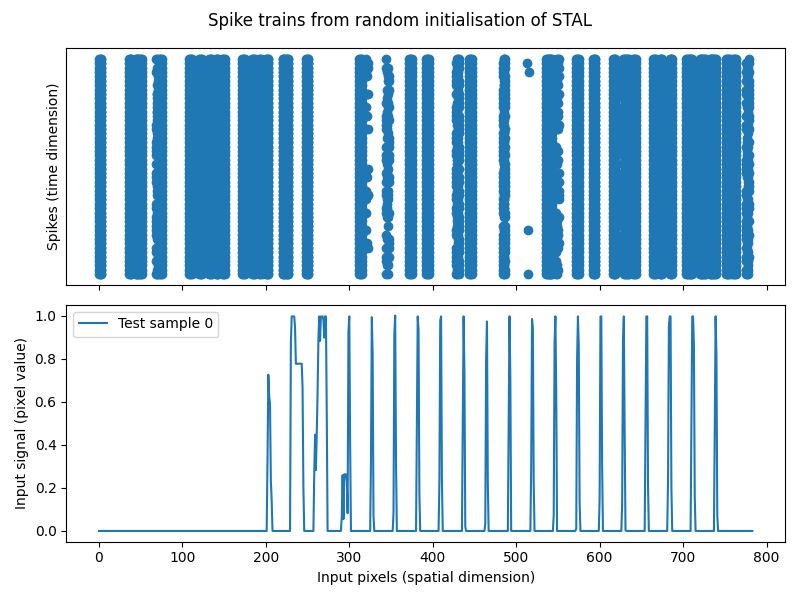 Spike trains from random initialisation of STAL
Spikes (time dimension)
Input signal (pixel value)
1.0
0.8
0.6
0.4
0.2
0.0
Test sample 0
0 100 200 300 400 500 600 700 800
Input pixels (spatial dimension)